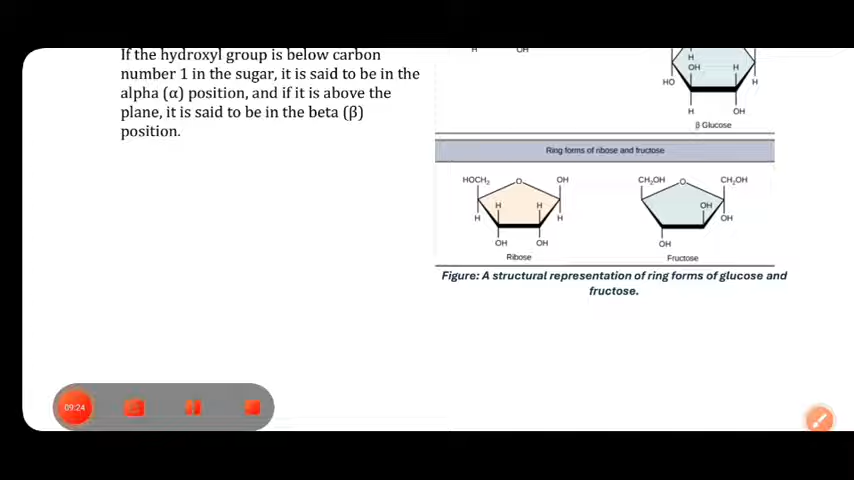 If the hydroxyl group is below carbon
number 1 in the sugar, it is said to be in the
alpha (α) position, and if it is above the
plane, it is said to be in the beta (β)
position.
H OH
H
OH H
HO H
H OH
β Glucose
Ring forms of ribose and fructose
HOCH₂ O OH
H H
H H
OH OH
Ribose
CH₂OH O CH₂OH
OH
OH
OH
Fructose
Figure: A structural representation of ring forms of glucose and
fructose.
09:24